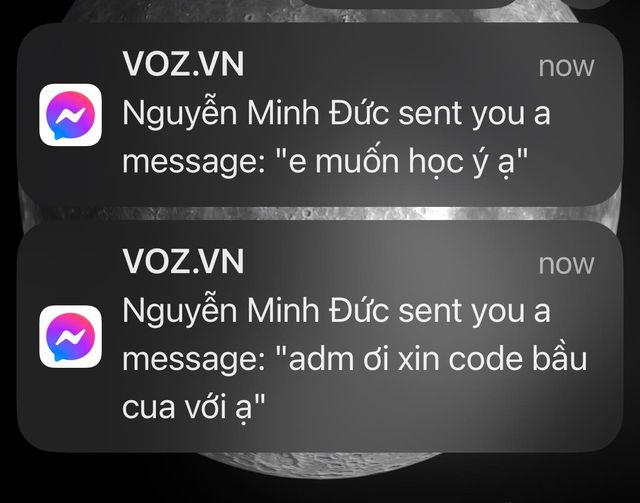 VOZ.VN
now
Nguyễn Minh Đức sent you a
message: "e muốn học ý ạ"
VOZ.VN
now
Nguyễn Minh Đức sent you a
message: "adm ơi xin code bầu
cua với ạ"